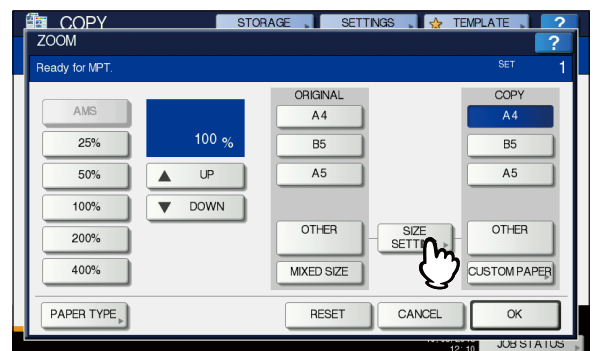 COPY
STORAGE SETTINGS TEMPLATE ?
ZOOM ?
Ready for MPT. SET 1
ORIGINAL COPY
AMS 100 % A4 A4
25% B5 B5
50% UP A5 A5
100% DOWN
200% OTHER SIZE OTHER
400% MIXED SIZE CUSTOM PAPER
PAPER TYPE RESET CANCEL OK
12:10 JOB STATUS